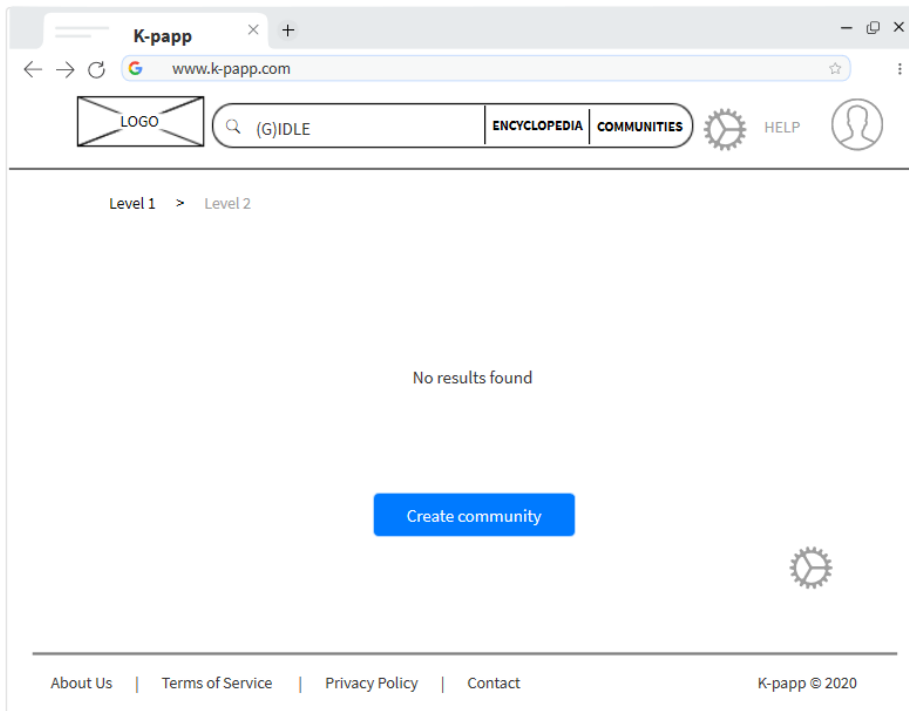 K-papp
www.k-papp.com
LOGO (G)IDLE ENCYCLOPEDIA COMMUNITIES HELP
Level 1 > Level 2
No results found
Create community
About Us | Terms of Service | Privacy Policy | Contact K-papp © 2020